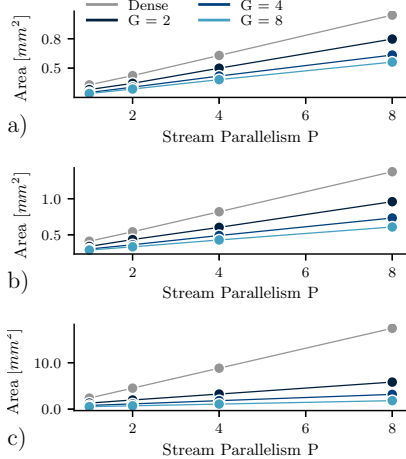 Dense
G = 2
G = 4
G = 8
Area [mm²]
0.8
0.5
2
4
6
8
Stream Parallelism P
a)
Area [mm²]
1.0
0.5
2
4
6
8
Stream Parallelism P
b)
Area [mm²]
10.0
0.0
2
4
6
8
Stream Parallelism P
c)